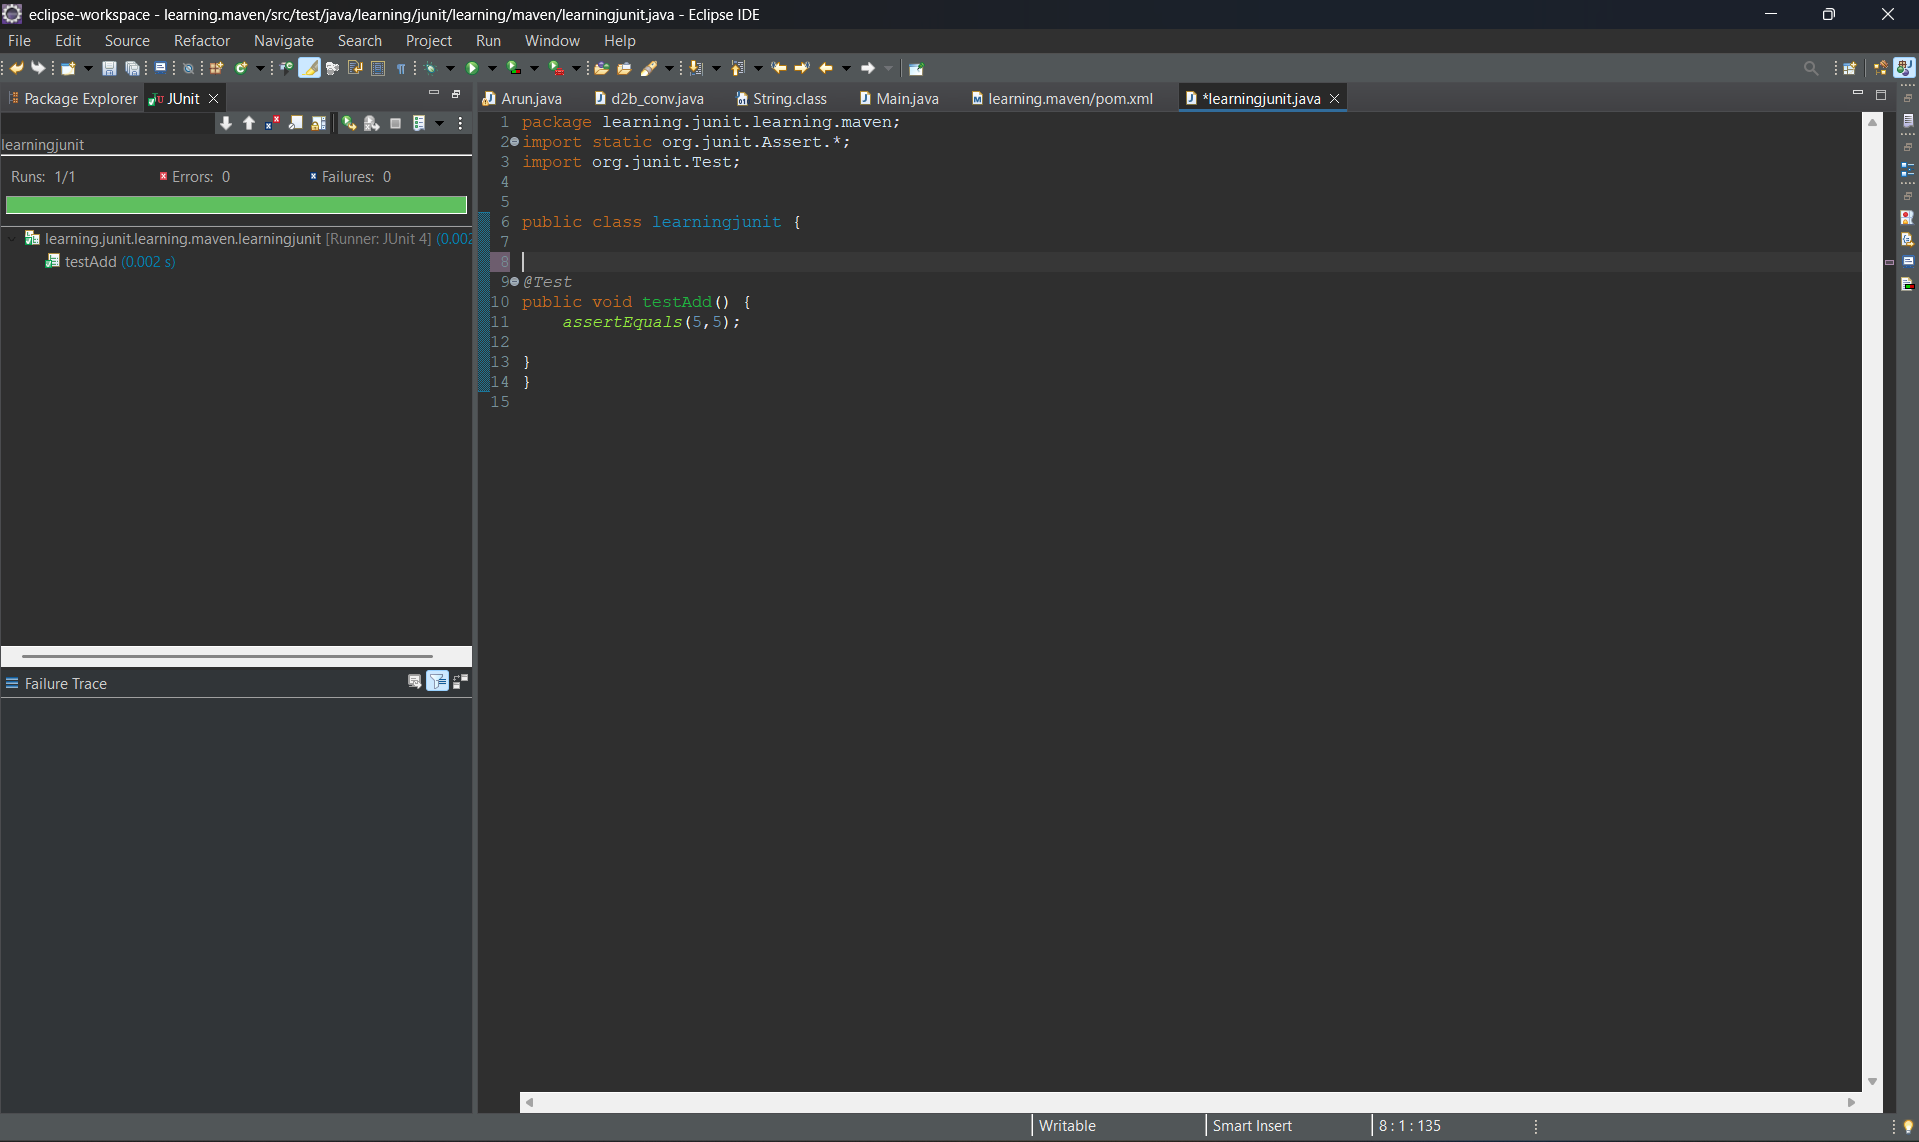 eclipse-workspace - learning.maven/src/test/java/learning/junit/learning/maven/learningjunit.java - Eclipse IDE
File Edit Source Refactor Navigate Search Project Run Window Help
Package Explorer JUnit
learningjunit
Runs: 1/1 Errors: 0 Failures: 0
learning.junit.learning.maven.learningjunit [Runner: JUnit 4] (0.002
testAdd (0.002 s)
Failure Trace
Arun.java d2b_conv.java String.class Main.java learning.maven/pom.xml *learningjunit.java
1 package learning.junit.learning.maven;
2 import static org.junit.Assert.*;
3 import org.junit.Test;
4
5
6 public class learningjunit {
7
8
9 @Test
10 public void testAdd() {
11 assertEquals(5,5);
12
13 }
14 }
15
Writable Smart Insert 8 : 1 : 135